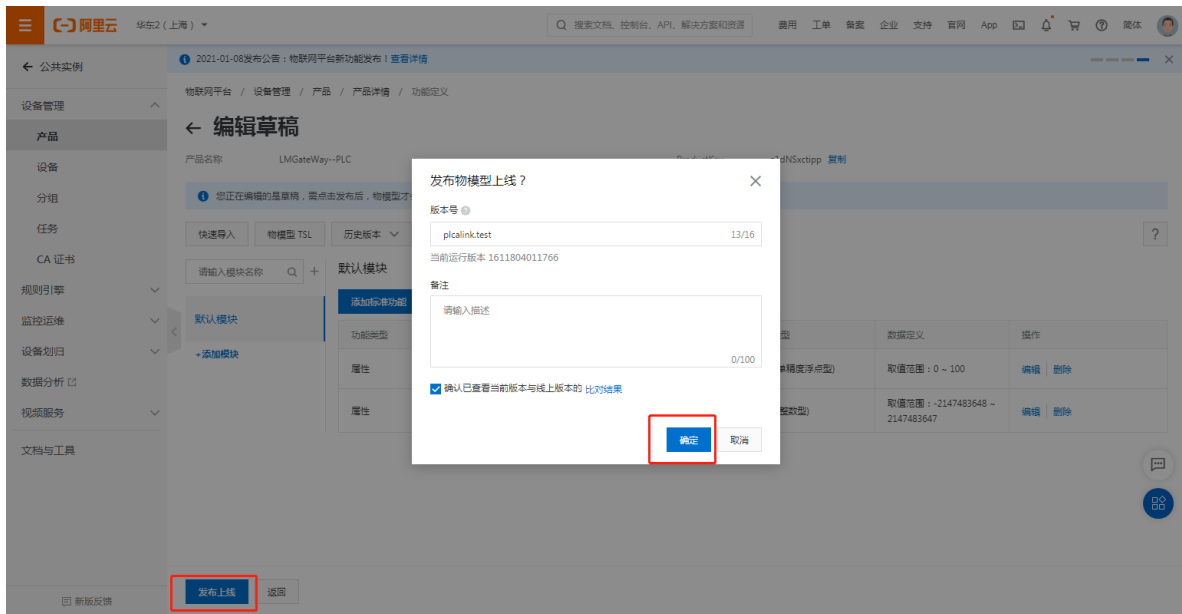 阿里云 华东2（上海） 搜索文档、控制台、API、解决方案和资源 费用 工单 备案 企业 支持 官网 App 简体
公共实例
2021-01-08发布公告：物联网平台新功能发布！查看详情
物联网平台 / 设备管理 / 产品 / 产品详情 / 功能定义
设备管理
产品
设备
分组
任务
CA 证书
规则引擎
监控运维
设备划归
数据分析
视频服务
文档与工具
新版反馈
编辑草稿
产品名称 LMGateWay--PLC
复制
您正在编辑的是草稿，需点击发布后，物模型才
快速导入 物模型 TSL 历史版本 ?
请输入模块名称 + 默认模块
默认模块
+添加模块
添加标准功能
功能类型 数据定义 操作
属性 取值范围：0 ~ 100 编辑 删除
属性 取值范围：-2147483648 ~
2147483647 编辑 删除
发布物模型上线？
版本号
plcalink.test 13/16
当前运行版本 1611804011766
备注
请输入描述
0/100
确认已查看当前版本与线上版本的 比对结果
确定 取消
发布上线 返回